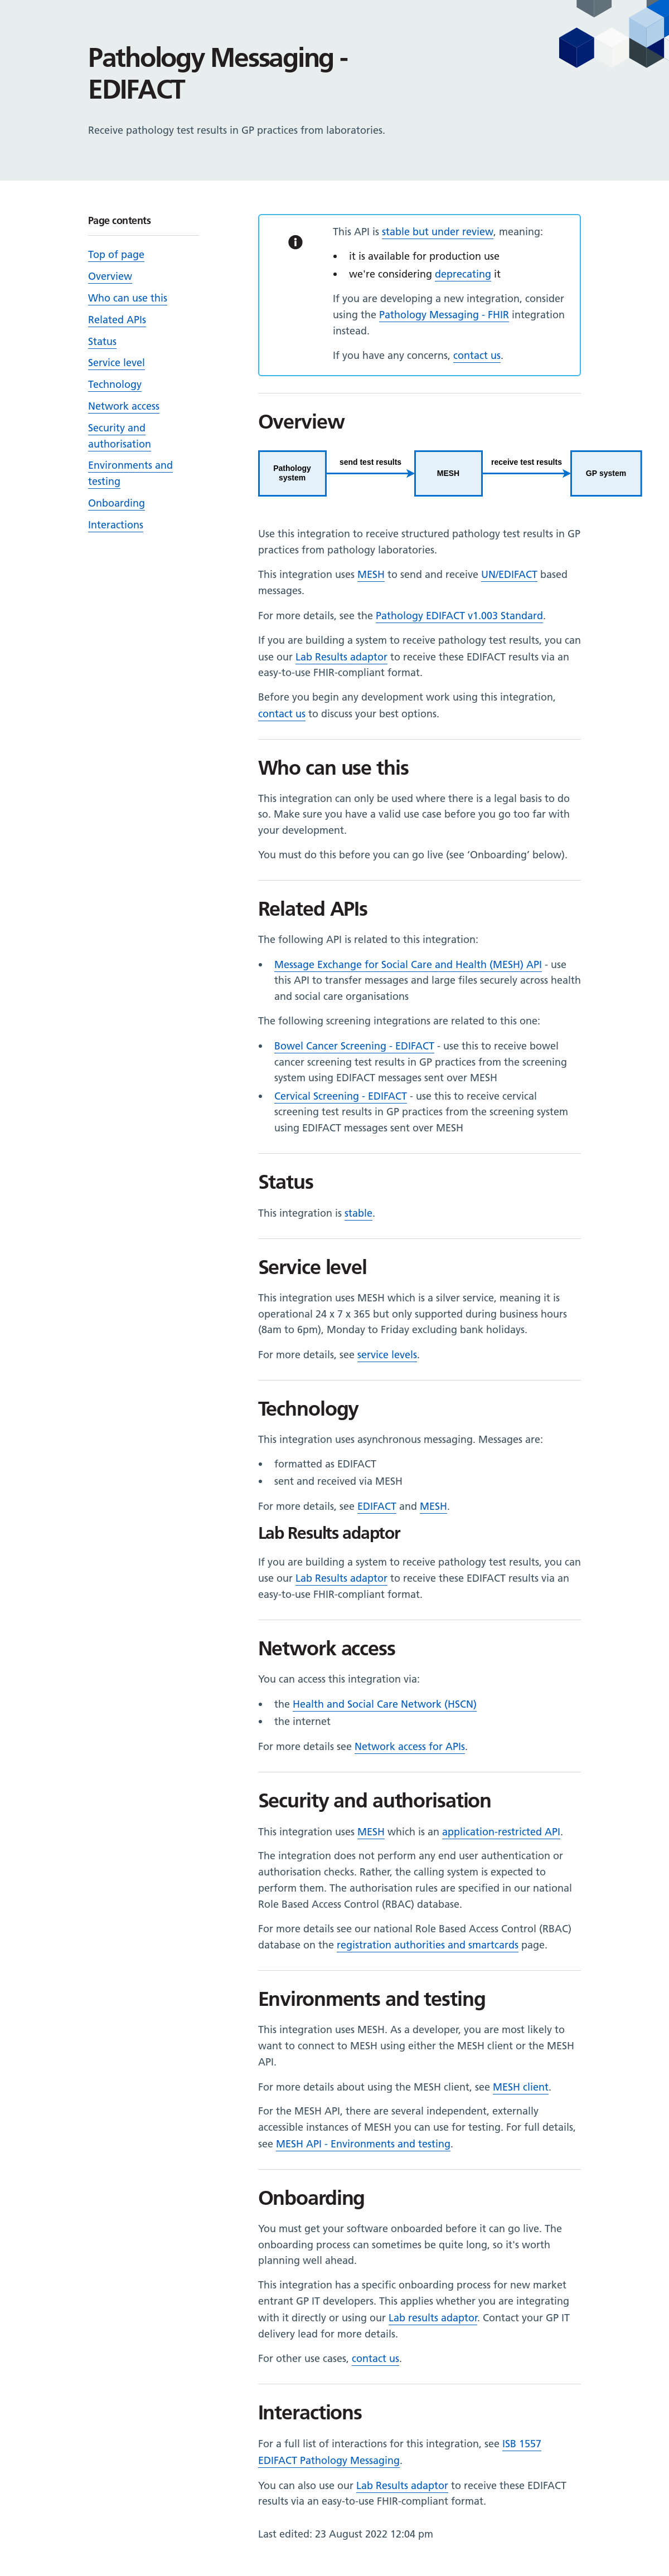 Pathology Messaging -
EDIFACT
Receive pathology test results in GP practices from laboratories.
Page contents
Top of page
Overview
Who can use this
Related APIs
Status
Service level
Technology
Network access
Security and
authorisation
Environments and
testing
Onboarding
Interactions
This API is stable but under review, meaning:
• it is available for production use
• we're considering deprecating it
If you are developing a new integration, consider
using the Pathology Messaging - FHIR integration
instead.
If you have any concerns, contact us.
Overview
Pathology
system
send test results
MESH
receive test results
GP system
Use this integration to receive structured pathology test results in GP
practices from pathology laboratories.
This integration uses MESH to send and receive UN/EDIFACT based
messages.
For more details, see the Pathology EDIFACT v1.003 Standard.
If you are building a system to receive pathology test results, you can
use our Lab Results adaptor to receive these EDIFACT results via an
easy-to-use FHIR-compliant format.
Before you begin any development work using this integration,
contact us to discuss your best options.
Who can use this
This integration can only be used where there is a legal basis to do
so. Make sure you have a valid use case before you go too far with
your development.
You must do this before you can go live (see ‘Onboarding’ below).
Related APIs
The following API is related to this integration:
• Message Exchange for Social Care and Health (MESH) API - use
this API to transfer messages and large files securely across health
and social care organisations
The following screening integrations are related to this one:
• Bowel Cancer Screening - EDIFACT - use this to receive bowel
cancer screening test results in GP practices from the screening
system using EDIFACT messages sent over MESH
• Cervical Screening - EDIFACT - use this to receive cervical
screening test results in GP practices from the screening system
using EDIFACT messages sent over MESH
Status
This integration is stable.
Service level
This integration uses MESH which is a silver service, meaning it is
operational 24 x 7 x 365 but only supported during business hours
(8am to 6pm), Monday to Friday excluding bank holidays.
For more details, see service levels.
Technology
This integration uses asynchronous messaging. Messages are:
• formatted as EDIFACT
• sent and received via MESH
For more details, see EDIFACT and MESH.
Lab Results adaptor
If you are building a system to receive pathology test results, you can
use our Lab Results adaptor to receive these EDIFACT results via an
easy-to-use FHIR-compliant format.
Network access
You can access this integration via:
• the Health and Social Care Network (HSCN)
• the internet
For more details see Network access for APIs.
Security and authorisation
This integration uses MESH which is an application-restricted API.
The integration does not perform any end user authentication or
authorisation checks. Rather, the calling system is expected to
perform them. The authorisation rules are specified in our national
Role Based Access Control (RBAC) database.
For more details see our national Role Based Access Control (RBAC)
database on the registration authorities and smartcards page.
Environments and testing
This integration uses MESH. As a developer, you are most likely to
want to connect to MESH using either the MESH client or the MESH
API.
For more details about using the MESH client, see MESH client.
For the MESH API, there are several independent, externally
accessible instances of MESH you can use for testing. For full details,
see MESH API - Environments and testing.
Onboarding
You must get your software onboarded before it can go live. The
onboarding process can sometimes be quite long, so it's worth
planning well ahead.
This integration has a specific onboarding process for new market
entrant GP IT developers. This applies whether you are integrating
with it directly or using our Lab results adaptor. Contact your GP IT
delivery lead for more details.
For other use cases, contact us.
Interactions
For a full list of interactions for this integration, see ISB 1557
EDIFACT Pathology Messaging.
You can also use our Lab Results adaptor to receive these EDIFACT
results via an easy-to-use FHIR-compliant format.
Last edited: 23 August 2022 12:04 pm